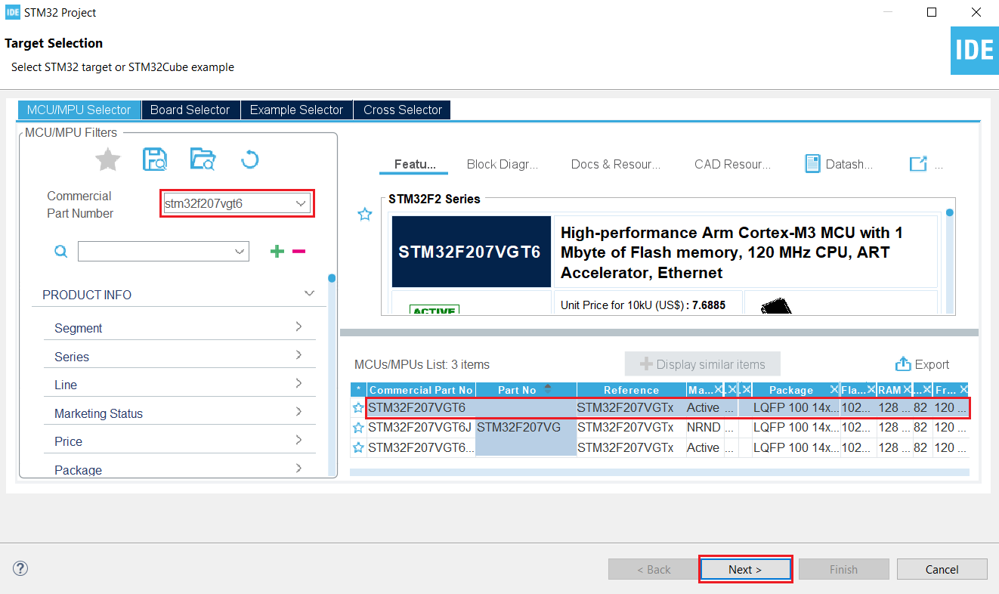 IDE STM32 Project
Target Selection
Select STM32 target or STM32Cube example
IDE
MCU/MPU Selector Board Selector Example Selector Cross Selector
MCU/MPU Filters
Commercial
Part Number
stm32f207vgt6
PRODUCT INFO
Segment
Series
Line
Marketing Status
Price
Package
Featu... Block Diagr... Docs & Resour... CAD Resour... Datash... ...
STM32F2 Series
STM32F207VGT6
High-performance Arm Cortex-M3 MCU with 1
Mbyte of Flash memory, 120 MHz CPU, ART
Accelerator, Ethernet
ACTIVE
Unit Price for 10kU (US$) : 7.6885
MCUs/MPUs List: 3 items
Display similar items
Export
* Commercial Part No Part No Reference Ma... .. . Package Fla... RAM ... Fr...
STM32F207VGT6 STM32F207VGTx Active ... LQFP 100 14x... 102... 128 ... 82 120 ...
STM32F207VGT6J STM32F207VG STM32F207VGTx NRND ... LQFP 100 14x... 102... 128 ... 82 120 ...
STM32F207VGT6... STM32F207VGTx Active ... LQFP 100 14x... 102... 128 ... 82 120 ...
? < Back Next > Finish Cancel